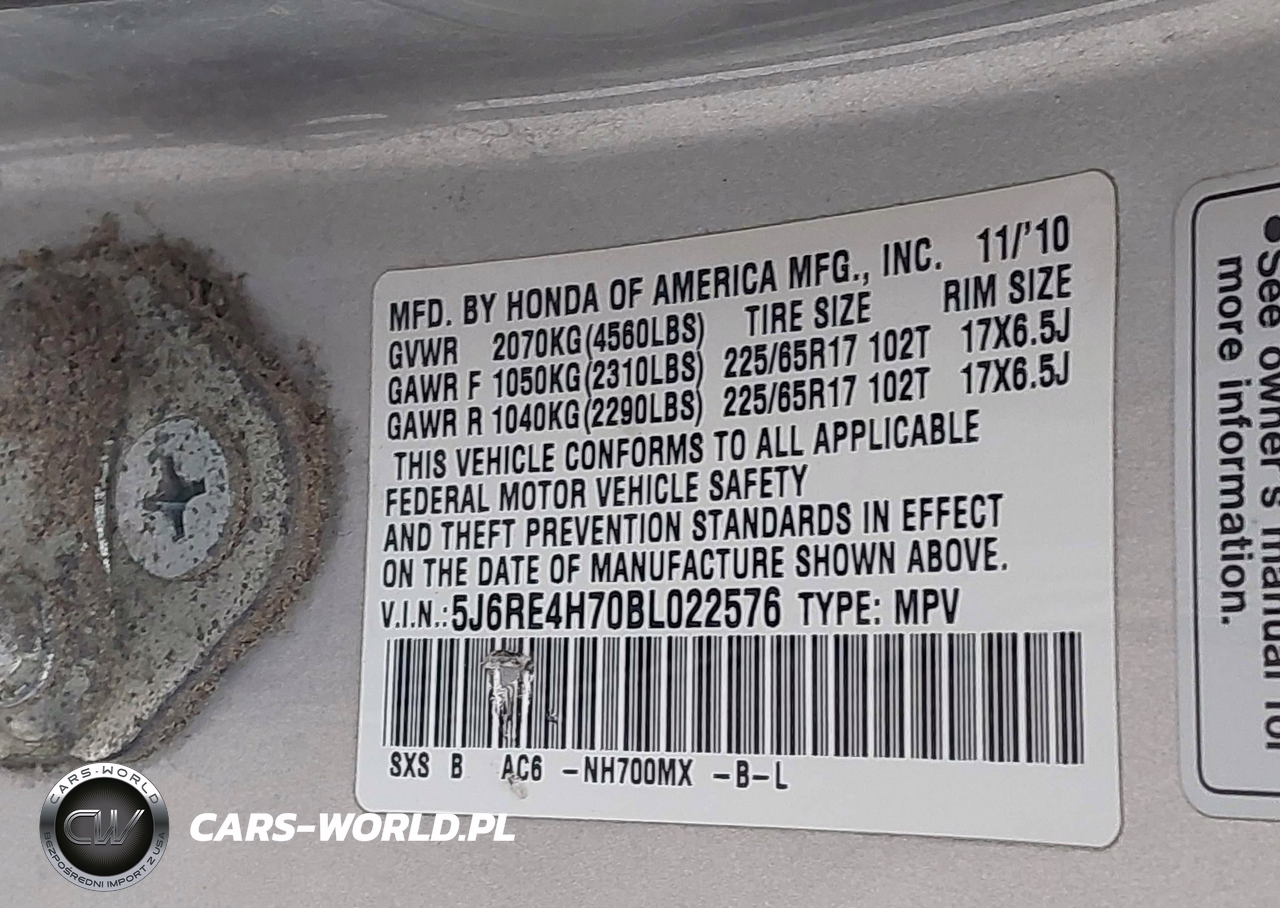 MFD. BY HONDA OF AMERICA MFG., INC. 11/'10
GVWR 2070KG(4560LBS) TIRE SIZE RIM SIZE
GAWR F 1050KG(2310LBS) 225/65R17 102T 17X6.5J
GAWR R 1040KG(2290LBS) 225/65R17 102T 17X6.5J
THIS VEHICLE CONFORMS TO ALL APPLICABLE
FEDERAL MOTOR VEHICLE SAFETY
AND THEFT PREVENTION STANDARDS IN EFFECT
ON THE DATE OF MANUFACTURE SHOWN ABOVE.
V.I.N.: 5J6RE4H70BL022576 TYPE: MPV
SXS B AC6 -NH700MX -B-L
●See owner's manual for
more information.
CARS-WORLD
CW
BEZPOŚREDNI IMPORT Z USA
CARS-WORLD.PL